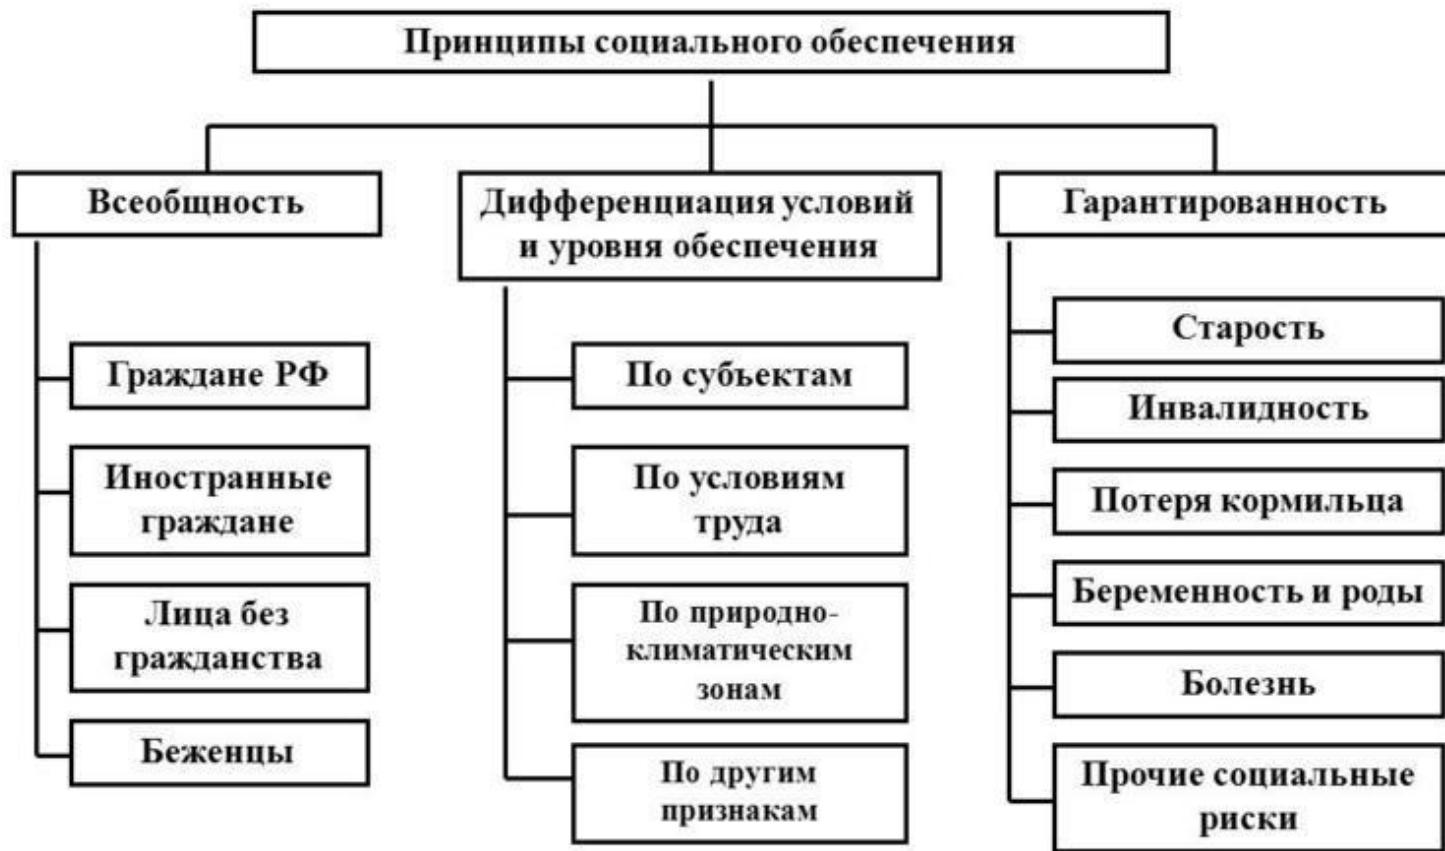 Принципы социального обеспечения
Всеобщность
Граждане РФ
Иностранные
граждане
Лица без
гражданства
Беженцы
Дифференциация условий
и уровня обеспечения
По субъектам
По условиям
труда
По природно-
климатическим
зонам
По другим
признакам
Гарантированность
Старость
Инвалидность
Потеря кормильца
Беременность и роды
Болезнь
Прочие социальные
риски